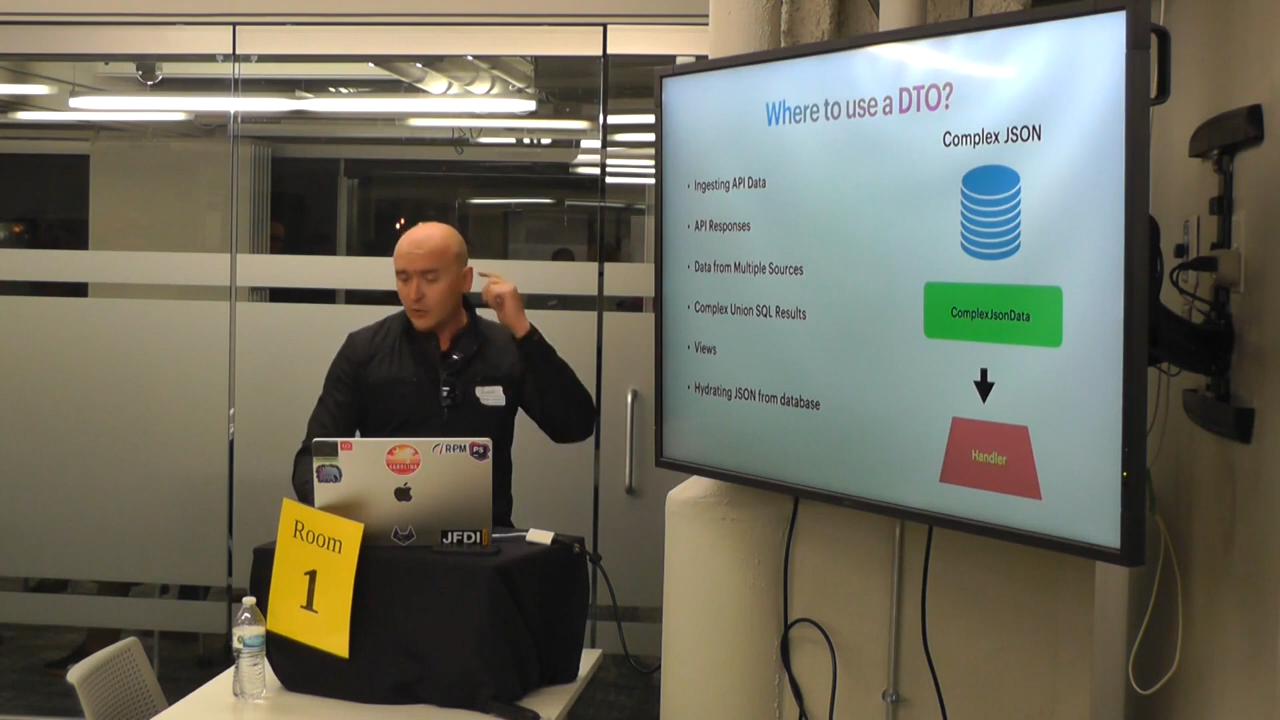 Where to use a DTO?
Complex JSON
• Ingesting API Data
• API Responses
• Data from Multiple Sources
• Complex Union SQL Results
• Views
• Hydrating JSON from database
ComplexJsonData
Handler
RPM
PS
JFDI
Room
1